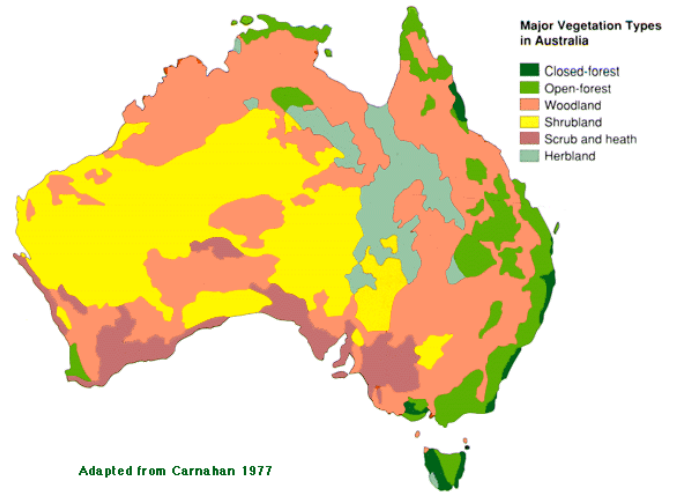 Major Vegetation Types
in Australia
Closed-forest
Open-forest
Woodland
Shrubland
Scrub and heath
Herbland
Adapted from Carnahan 1977